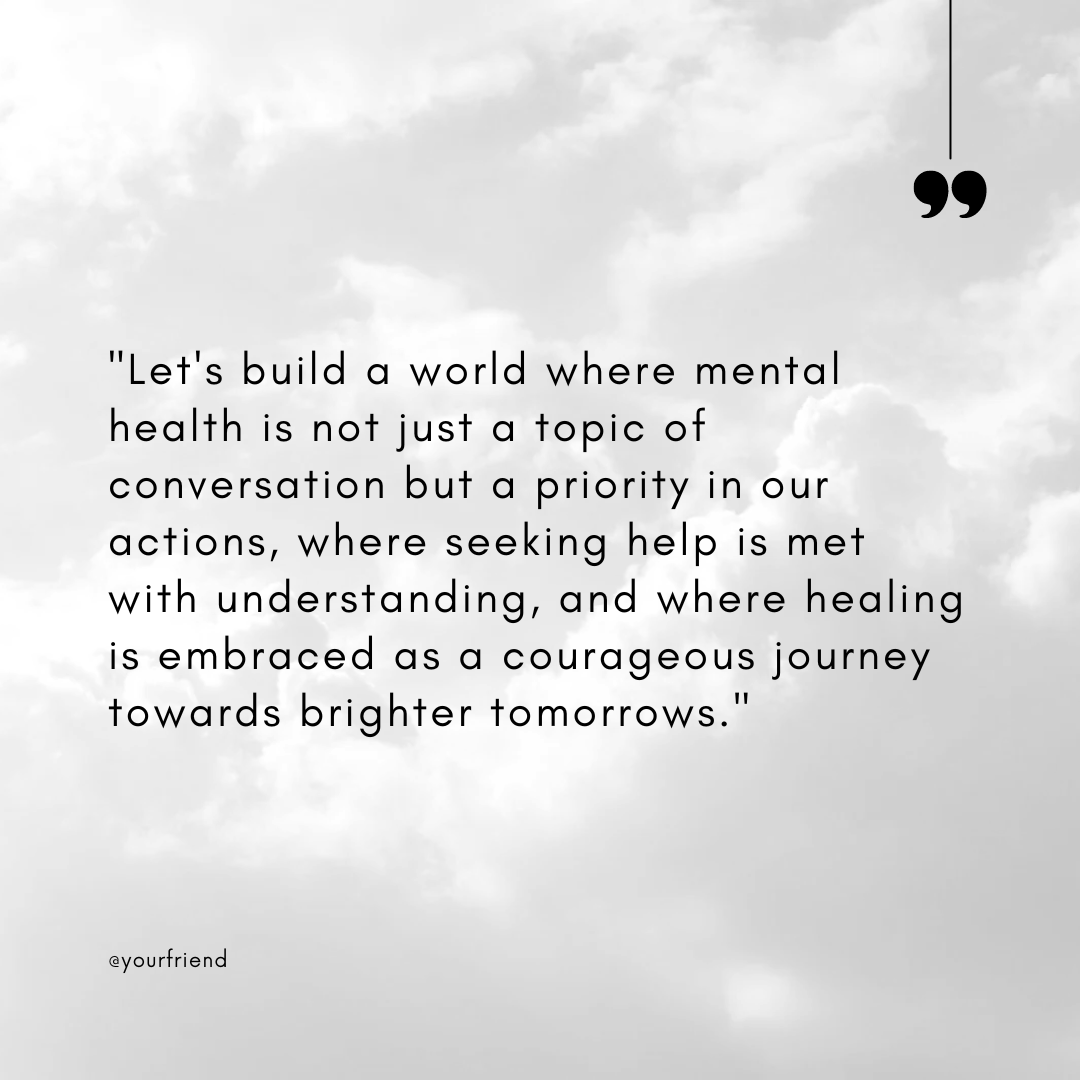 "Let's build a world where mental
health is not just a topic of
conversation but a priority in our
actions, where seeking help is met
with understanding, and where healing
is embraced as a courageous journey
towards brighter tomorrows."
@yourfriend